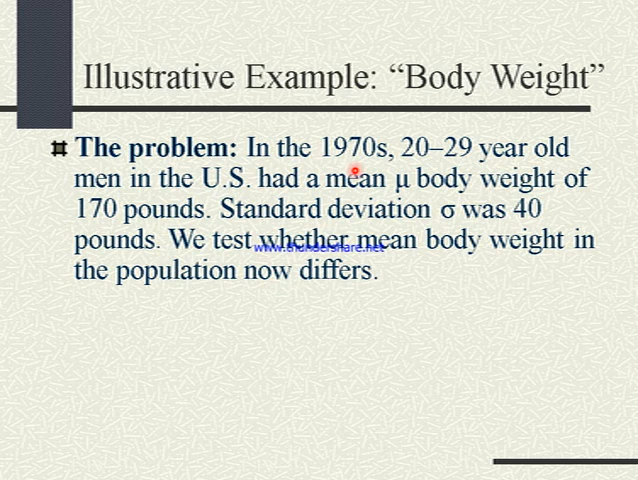 Illustrative Example: “Body Weight”
The problem: In the 1970s, 20–29 year old
men in the U.S. had a mean μ body weight of
170 pounds. Standard deviation σ was 40
pounds. We test whether mean body weight in
www.thundershare.net
the population now differs.